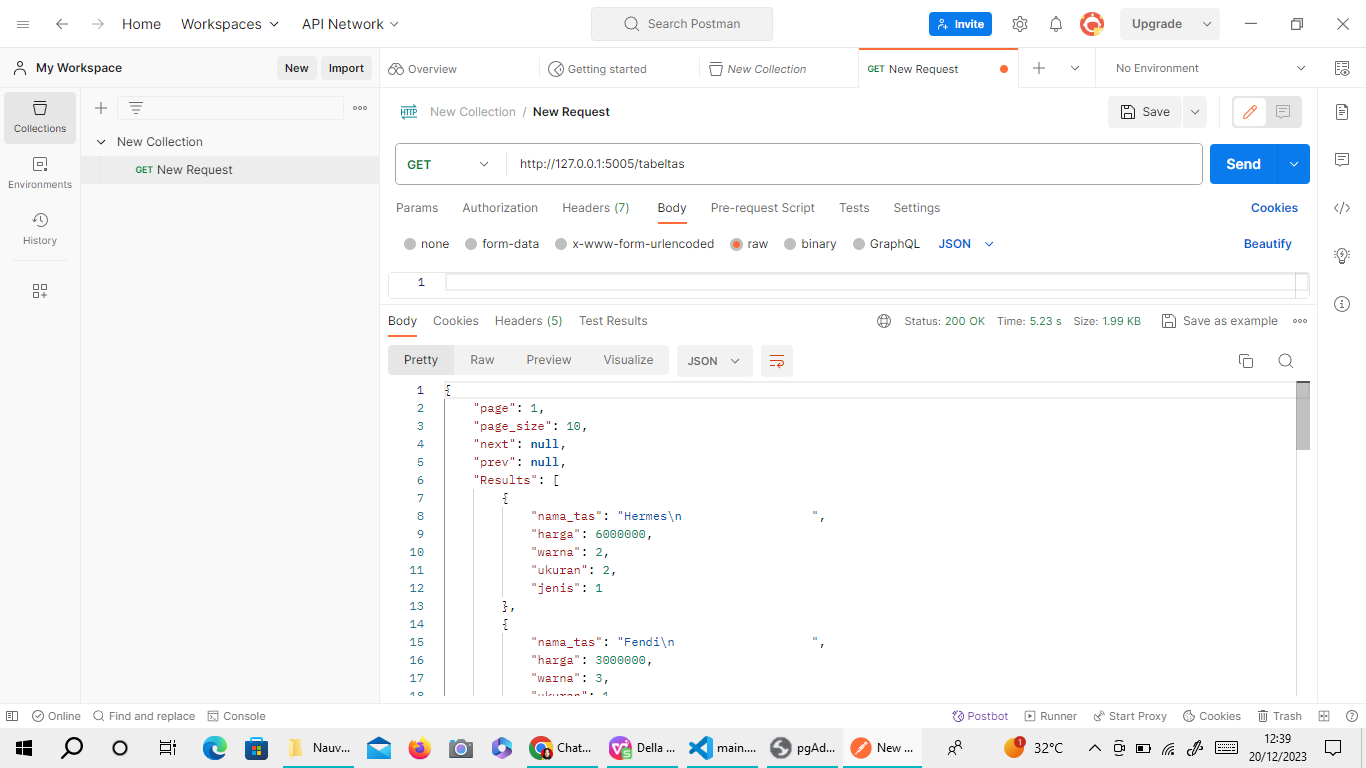 Home Workspaces API Network Search Postman Invite Upgrade
My Workspace New Import Overview Getting started New Collection GET New Request No Environment
Collections
Environments
History
New Collection
GET New Request
HTTP New Collection / New Request Save
GET http://127.0.0.1:5005/tabeltas Send
Params Authorization Headers (7) Body Pre-request Script Tests Settings Cookies
none form-data x-www-form-urlencoded raw binary GraphQL JSON Beautify
1
Body Cookies Headers (5) Test Results Status: 200 OK Time: 5.23 s Size: 1.99 KB Save as example
Pretty Raw Preview Visualize JSON
1 {
2 "page": 1,
3 "page_size": 10,
4 "next": null,
5 "prev": null,
6 "Results": [
7 {
8 "nama_tas": "Hermes\n                  ",
9 "harga": 6000000,
10 "warna": 2,
11 "ukuran": 2,
12 "jenis": 1
13 },
14 {
15 "nama_tas": "Fendi\n                   ",
16 "harga": 3000000,
17 "warna": 3,
18 "ukuran": 1
Online Find and replace Console Postbot Runner Start Proxy Cookies Trash
Nauv... Chat... Della ... main.... pgAd... New ... 1 32°C 12:39
20/12/2023